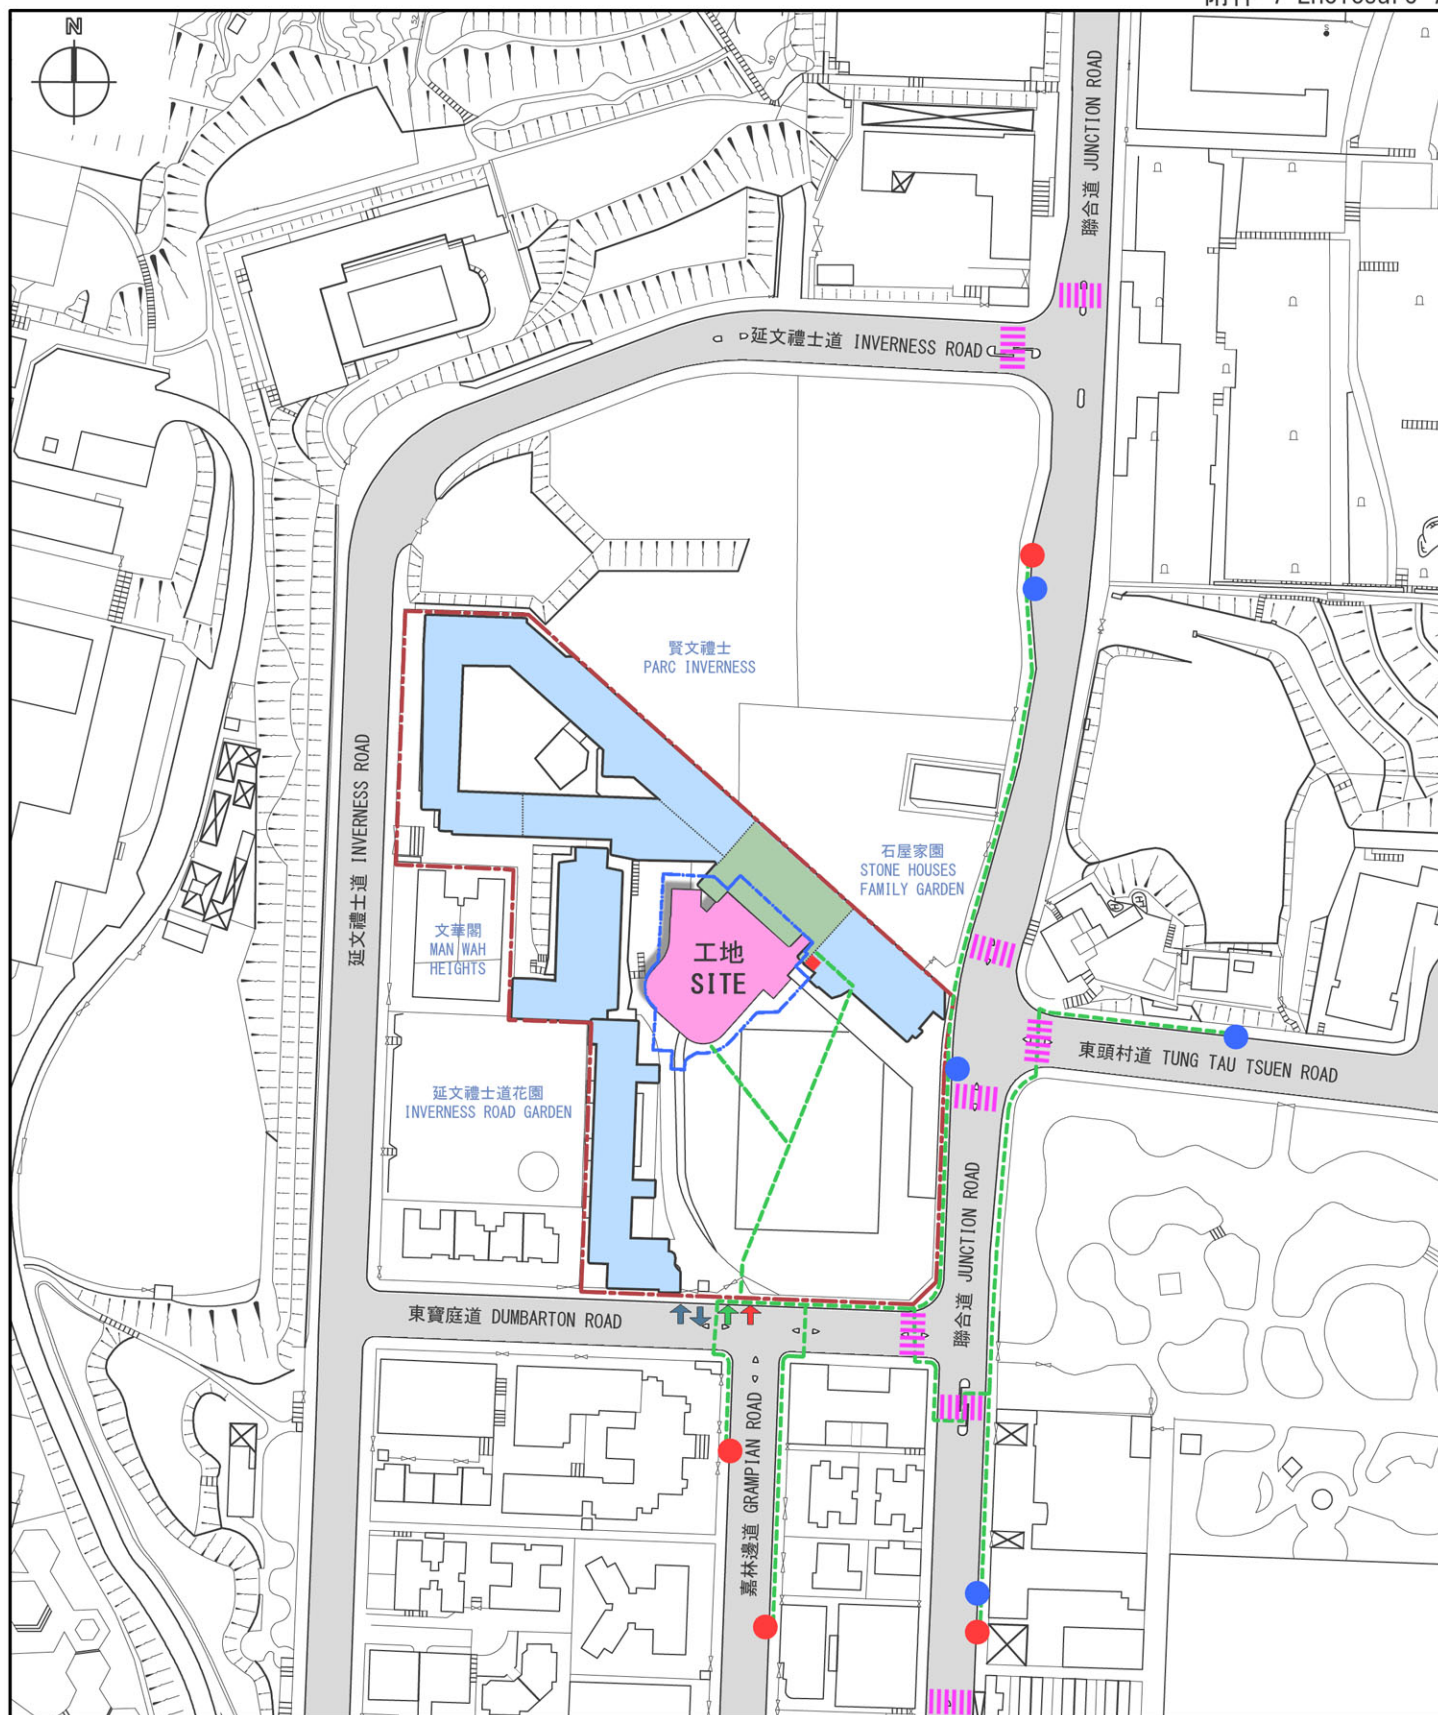 N
聯合道 JUNCTION ROAD
延文禮士道 INVERNESS ROAD
賢文禮士
PARC INVERNESS
延文禮士道 INVERNESS ROAD
石屋家園
STONE HOUSES
FAMILY GARDEN
文華閣
MAN WAH
HEIGHTS
工地
SITE
東頭村道 TUNG TAU TSUEN ROAD
延文禮士道花園
INVERNESS ROAD GARDEN
聯合道 JUNCTION ROAD
東寶庭道 DUMBARTON ROAD
嘉林邊道 GRAMPIAN ROAD